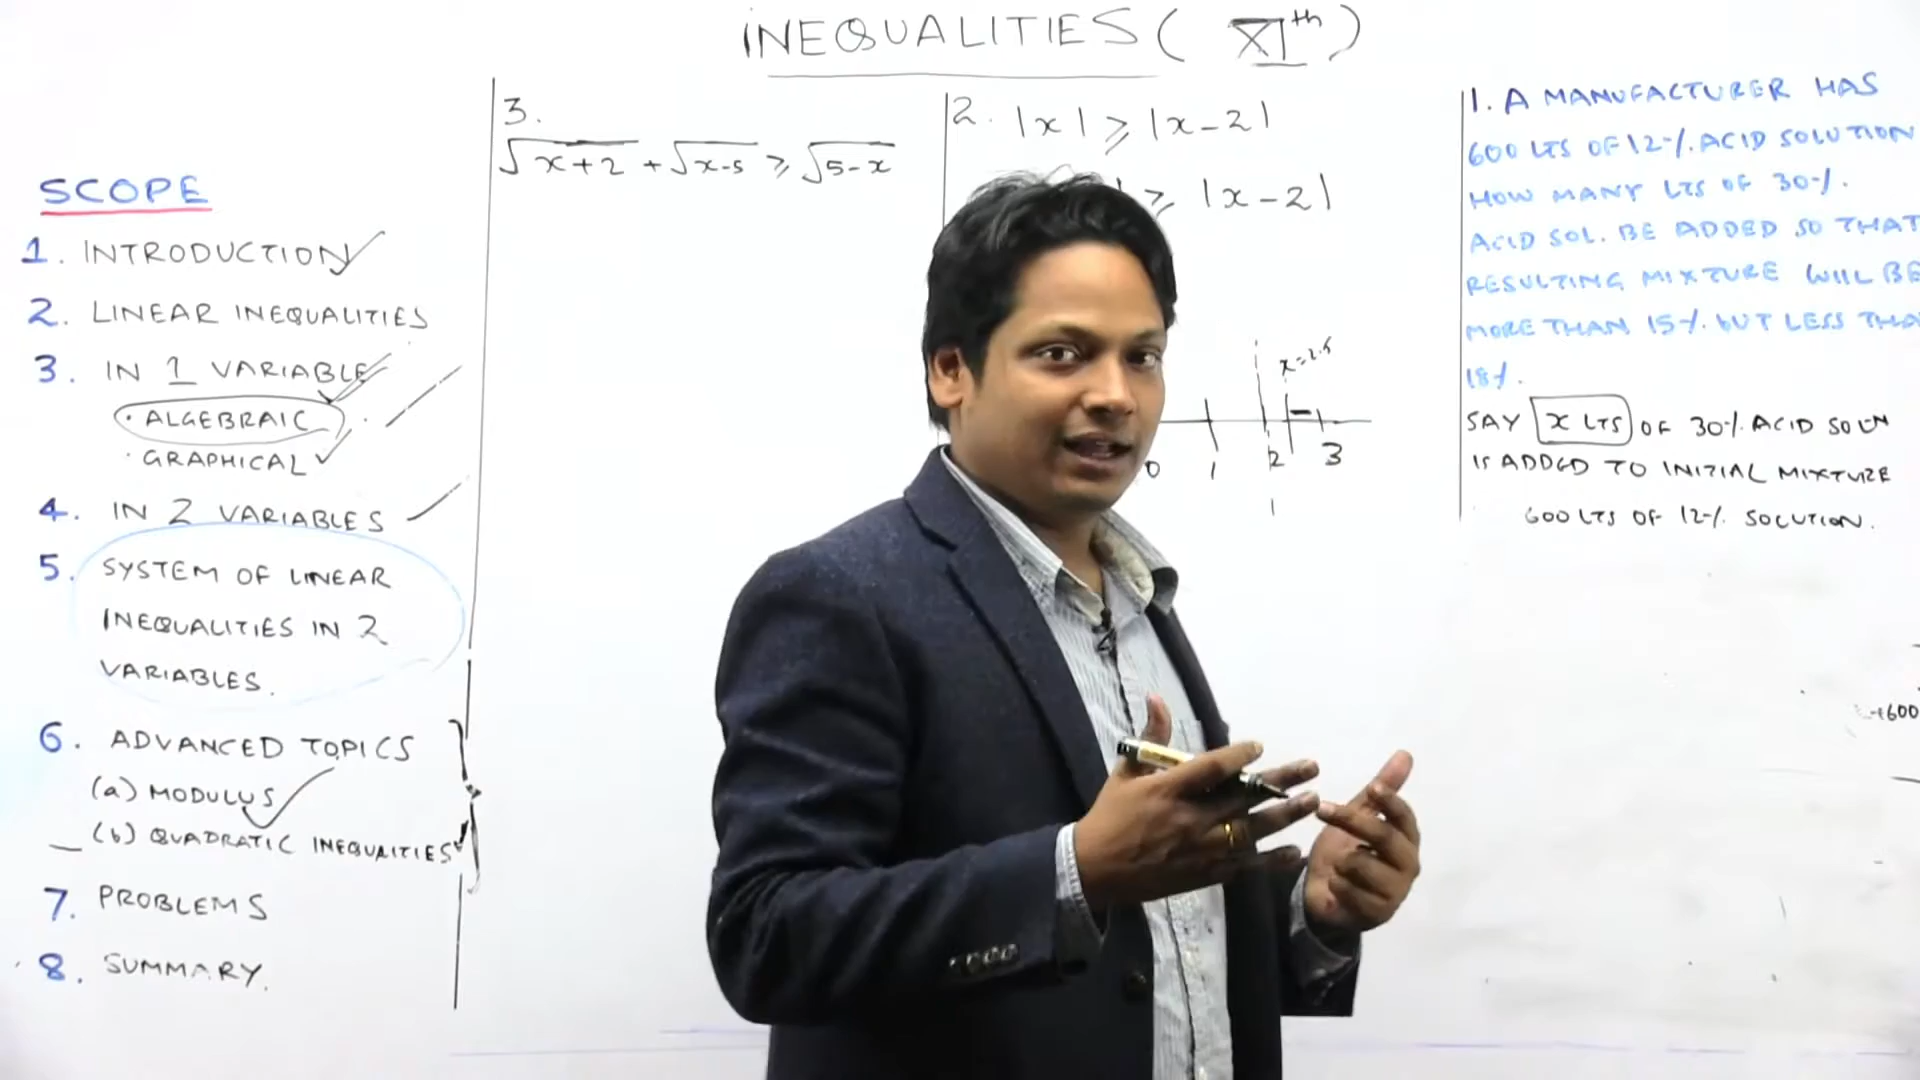 INEQUALITIES ( XIth )
SCOPE
1. INTRODUCTION
2. LINEAR INEQUALITIES
3. IN 1 VARIABLE
· ALGEBRAIC
· GRAPHICAL
4. IN 2 VARIABLES
5. SYSTEM OF LINEAR
INEQUALITIES IN 2
VARIABLES.
6. ADVANCED TOPICS
(a) MODULUS
(b) QUADRATIC INEQUALTIES
7. PROBLEMS
8. SUMMARY.
3.
√x+2 + √x-5 ⩾ √5-x
2. |x| ⩾ |x-2|
| ⩾ |x-2|
x=2.5
0 1 2 3
1. A MANUFACTURER HAS
600 LTS OF 12% ACID SOLUTION
HOW MANY LTS OF 30%
ACID SOL. BE ADDED SO THAT
RESULTING MIXTURE WILL BE
MORE THAN 15% BUT LESS THA
18%.
SAY x LTS OF 30% ACID SOLN
IS ADDED TO INITIAL MIXTURE
600 LTS OF 12% SOLUTION.
+600